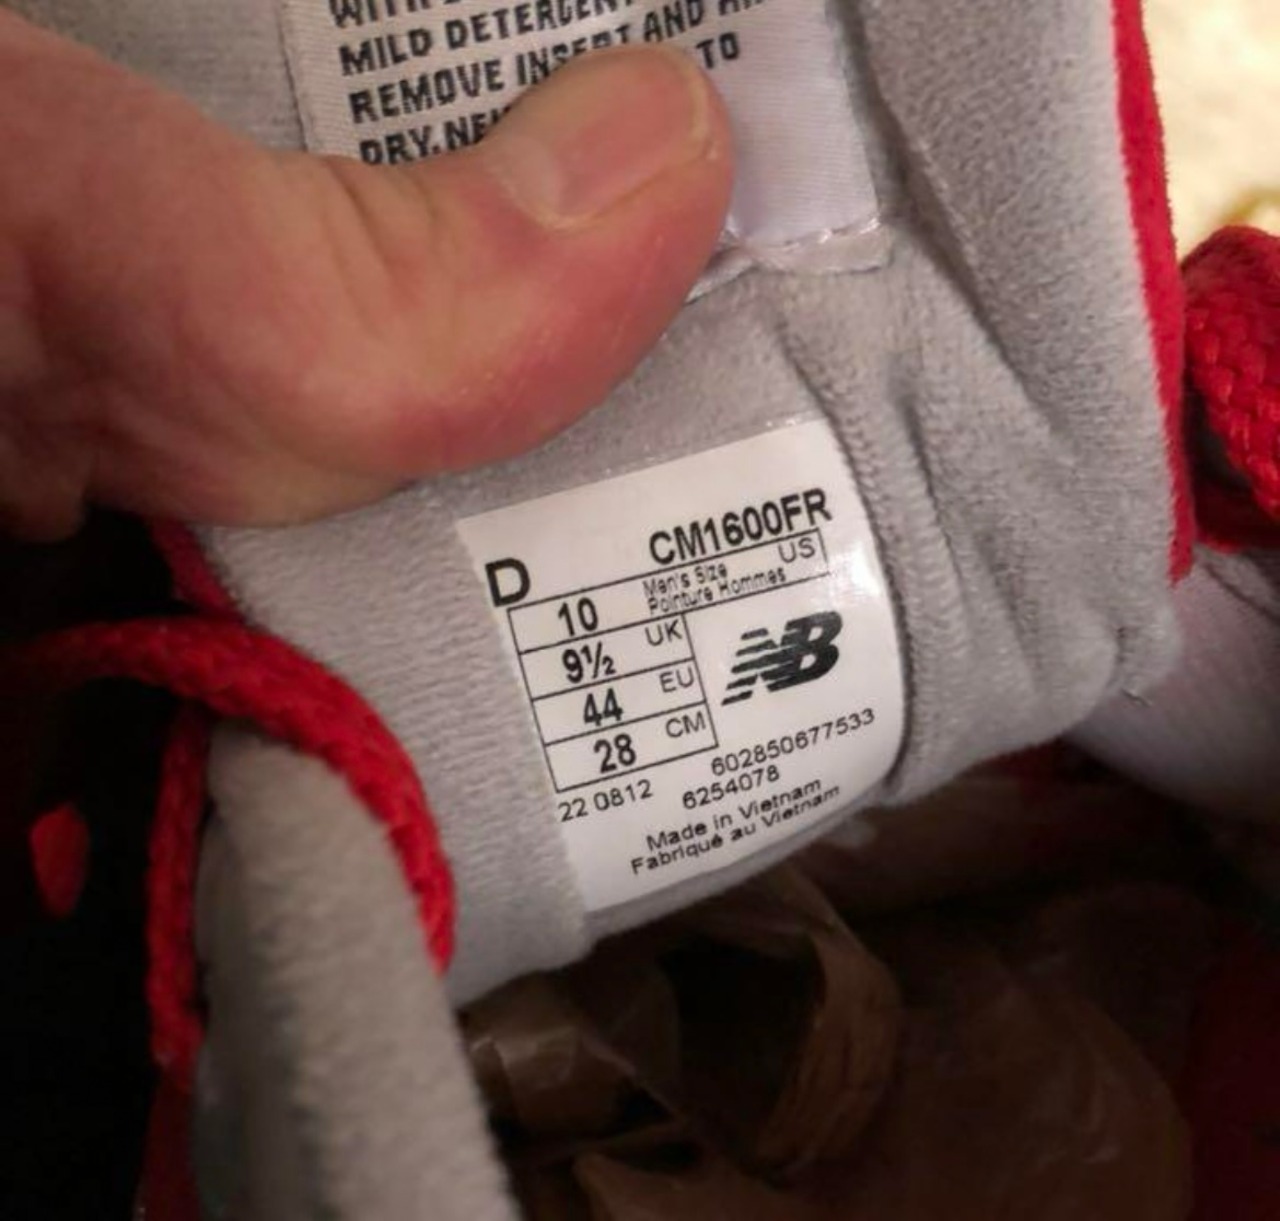 MILD DETERGENT
REMOVE INSERT AND
TO
DRY.
D
CM1600FR
10 Men's Size US
Pointure Hommes
9½ UK
44 EU
28 CM
NB
22 0812
602850677533
6254078
Made in Vietnam
Fabriqué au Vietnam